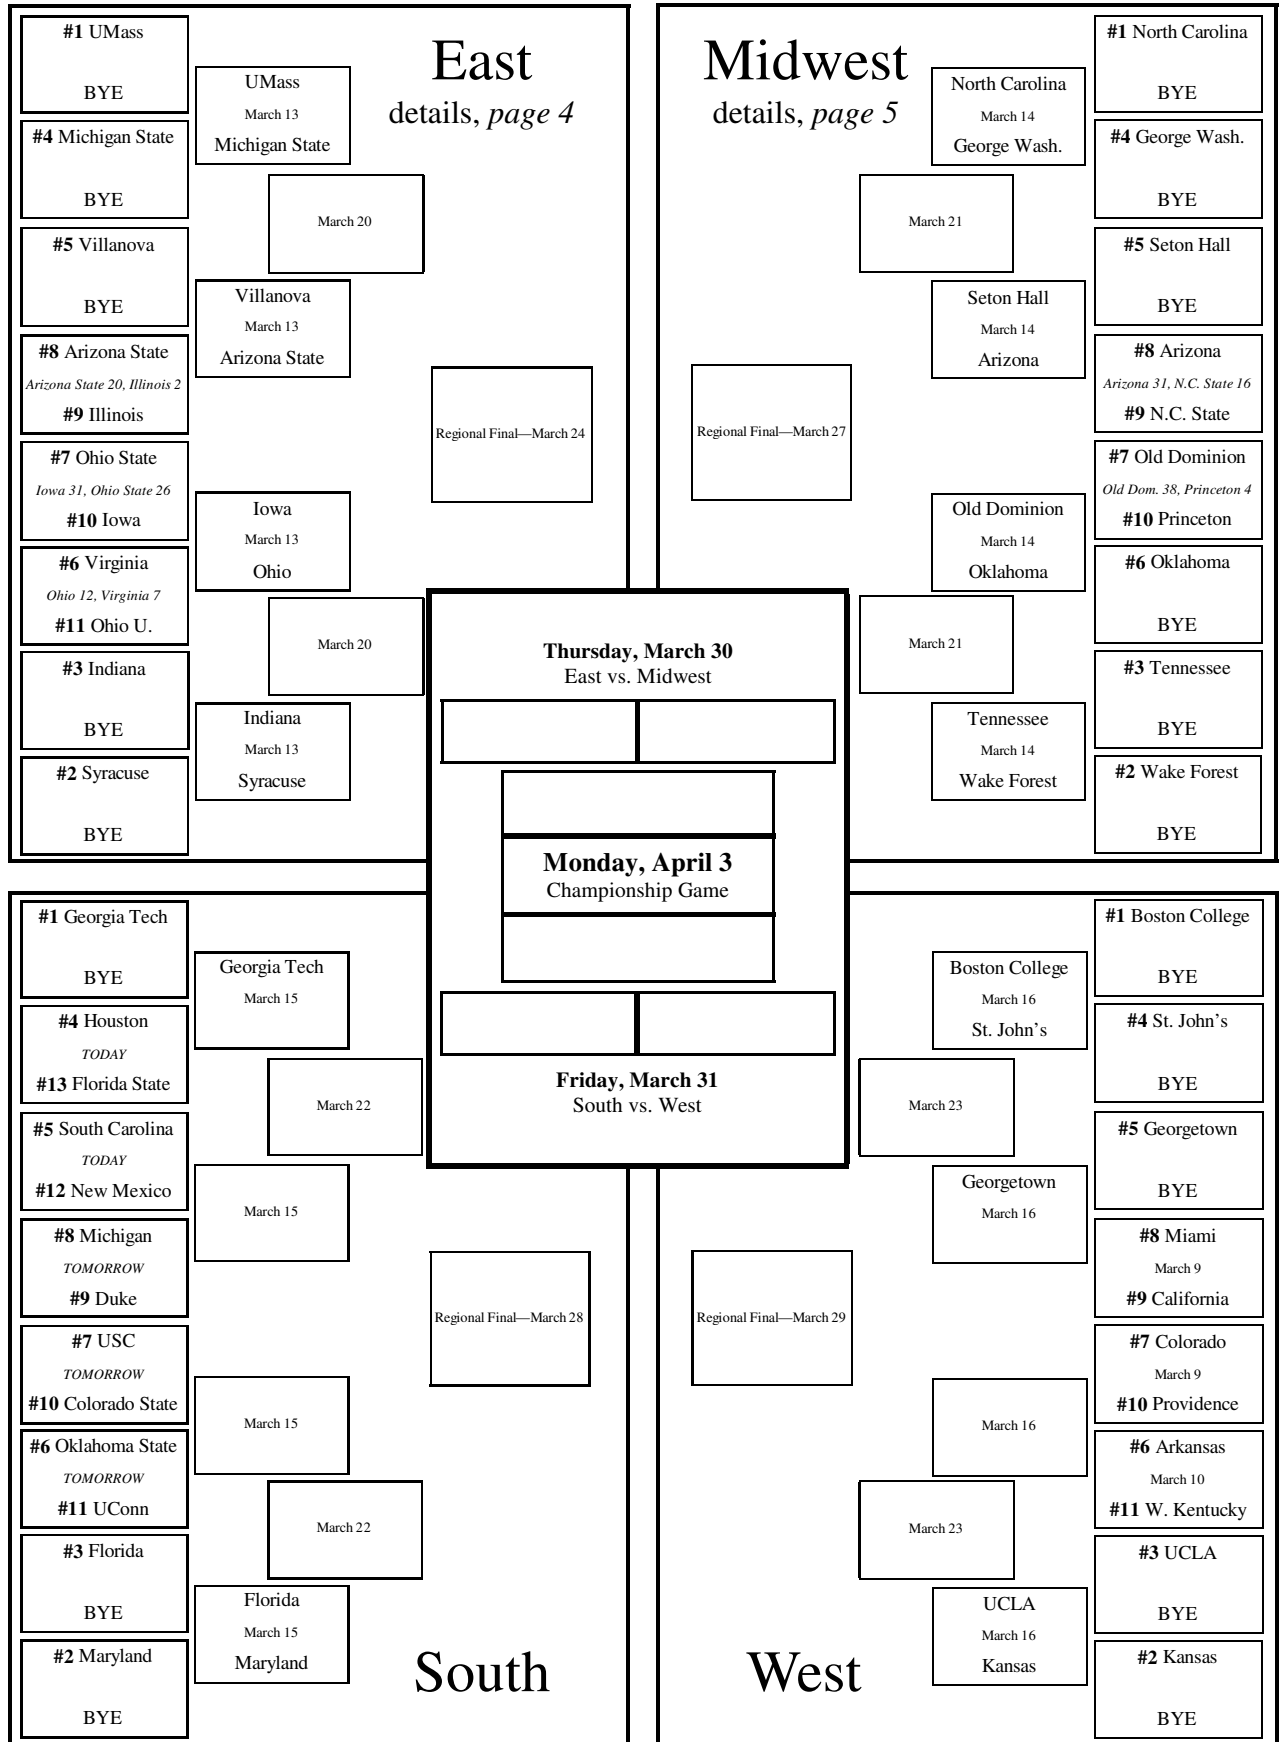 East
details, page 4
#1 UMass
BYE
#4 Michigan State
BYE
#5 Villanova
BYE
#8 Arizona State
Arizona State 20, Illinois 2
#9 Illinois
#7 Ohio State
Iowa 31, Ohio State 26
#10 Iowa
#6 Virginia
Ohio 12, Virginia 7
#11 Ohio U.
#3 Indiana
BYE
#2 Syracuse
BYE
UMass
March 13
Michigan State
Villanova
March 13
Arizona State
Iowa
March 13
Ohio
Indiana
March 13
Syracuse
March 20
March 20
Regional Final—March 24
Midwest
details, page 5
#1 North Carolina
BYE
#4 George Wash.
BYE
#5 Seton Hall
BYE
#8 Arizona
Arizona 31, N.C. State 16
#9 N.C. State
#7 Old Dominion
Old Dom. 38, Princeton 4
#10 Princeton
#6 Oklahoma
BYE
#3 Tennessee
BYE
#2 Wake Forest
BYE
North Carolina
March 14
George Wash.
Seton Hall
March 14
Arizona
Old Dominion
March 14
Oklahoma
Tennessee
March 14
Wake Forest
March 21
March 21
Regional Final—March 27
Thursday, March 30
East vs. Midwest
Monday, April 3
Championship Game
Friday, March 31
South vs. West
#1 Georgia Tech
BYE
#4 Houston
TODAY
#13 Florida State
#5 South Carolina
TODAY
#12 New Mexico
#8 Michigan
TOMORROW
#9 Duke
#7 USC
TOMORROW
#10 Colorado State
#6 Oklahoma State
TOMORROW
#11 UConn
#3 Florida
BYE
#2 Maryland
BYE
Georgia Tech
March 15
March 15
March 15
Florida
March 15
Maryland
March 22
March 22
Regional Final—March 28
South
#1 Boston College
BYE
#4 St. John’s
BYE
#5 Georgetown
BYE
#8 Miami
March 9
#9 California
#7 Colorado
March 9
#10 Providence
#6 Arkansas
March 10
#11 W. Kentucky
#3 UCLA
BYE
#2 Kansas
BYE
Boston College
March 16
St. John’s
Georgetown
March 16
March 16
UCLA
March 16
Kansas
March 23
March 23
Regional Final—March 29
West